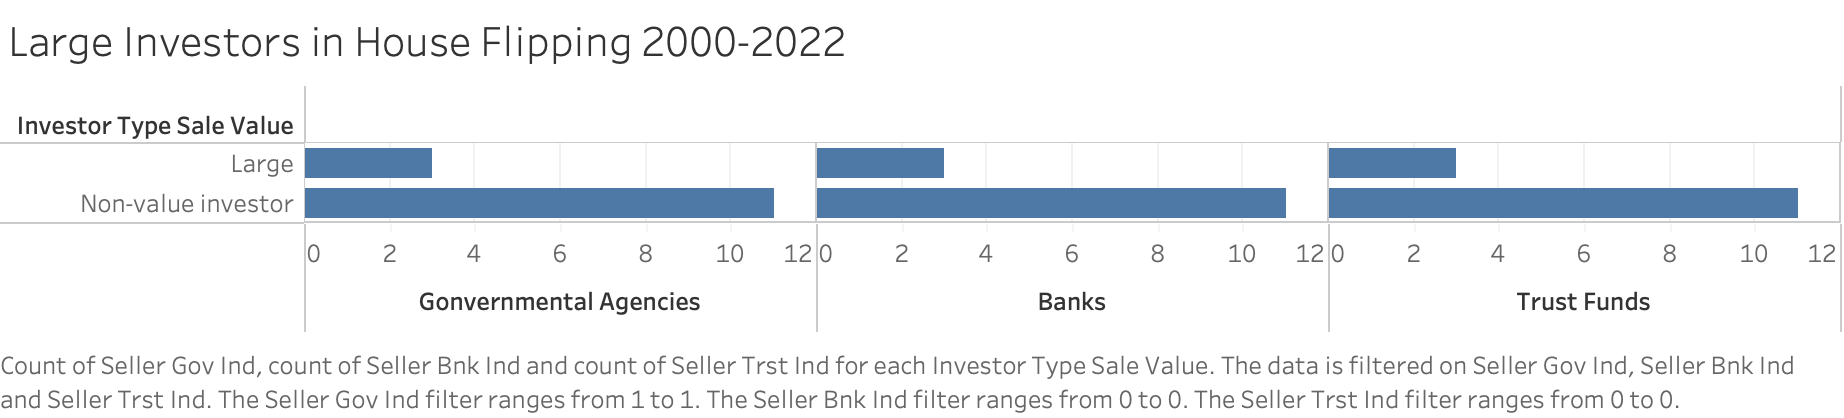 Large Investors in House Flipping 2000-2022
Investor Type Sale Value
Large
Non-value investor
0 2 4 6 8 10 12 0 2 4 6 8 10 12 0 2 4 6 8 10 12
Gonvernmental Agencies Banks Trust Funds
Count of Seller Gov Ind, count of Seller Bnk Ind and count of Seller Trst Ind for each Investor Type Sale Value. The data is filtered on Seller Gov Ind, Seller Bnk Ind
and Seller Trst Ind. The Seller Gov Ind filter ranges from 1 to 1. The Seller Bnk Ind filter ranges from 0 to 0. The Seller Trst Ind filter ranges from 0 to 0.